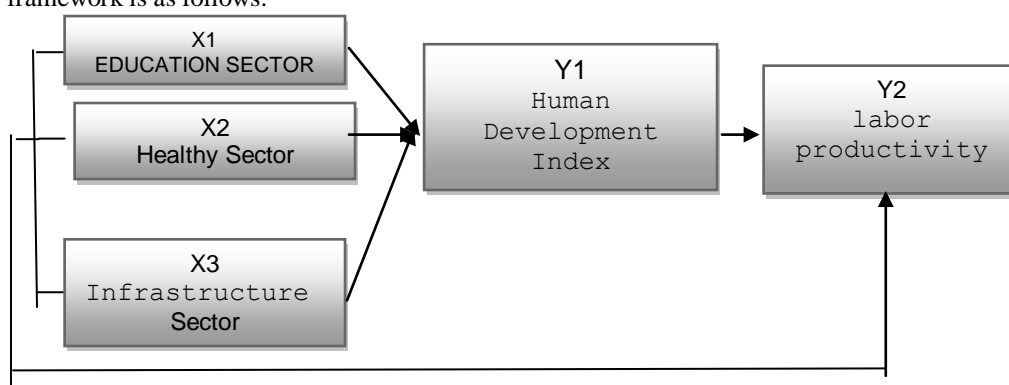 framework is as follows:
X1
EDUCATION SECTOR
X2
Healthy Sector
X3
Infrastructure
Sector
Y1
Human
Development
Index
Y2
labor
productivity